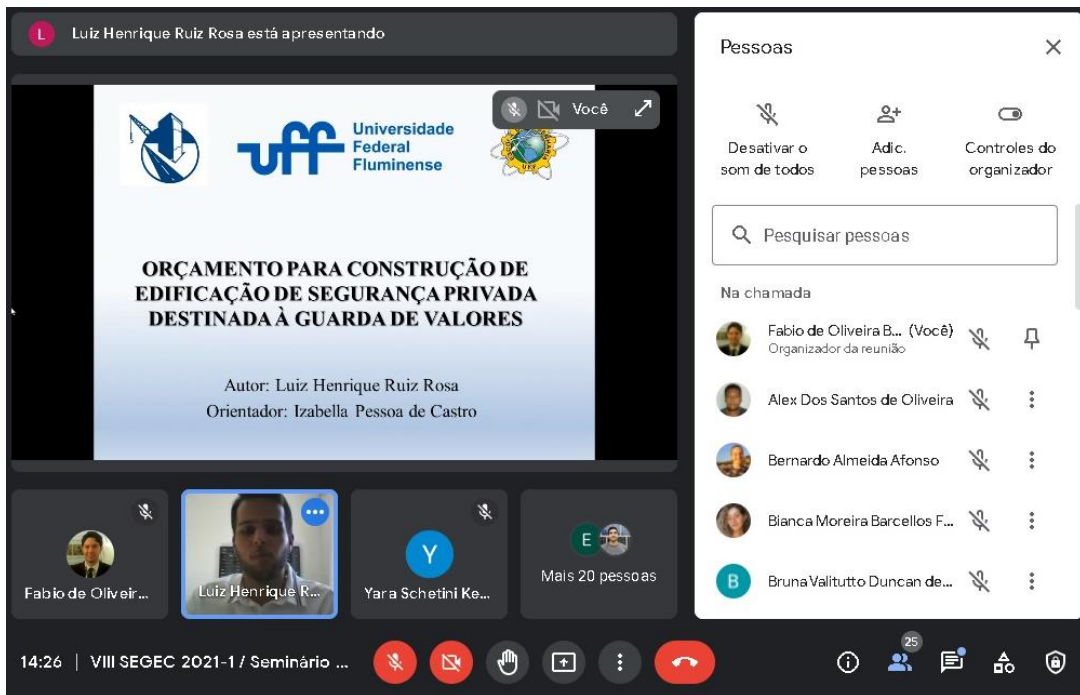 L
Luiz Henrique Ruiz Rosa está apresentando
Você
uff
Universidade
Federal
Fluminense
ORÇAMENTO PARA CONSTRUÇÃO DE
EDIFICAÇÃO DE SEGURANÇA PRIVADA
DESTINADA À GUARDA DE VALORES
Autor: Luiz Henrique Ruiz Rosa
Orientador: Izabella Pessoa de Castro
Fabio de Oliveir...
Luiz Henrique R...
Y
Yara Schetini Ke...
E
Mais 20 pessoas
Pessoas
Desativar o
som de todos
Adic.
pessoas
Controles do
organizador
Pesquisar pessoas
Na chamada
Fabio de Oliveira B... (Você)
Organizador da reunião
Alex Dos Santos de Oliveira
Bernardo Almeida Afonso
Bianca Moreira Barcellos F...
B
Bruna Valitutto Duncan de...
14:26 | VIII SEGEC 2021-1 / Seminário ...
25